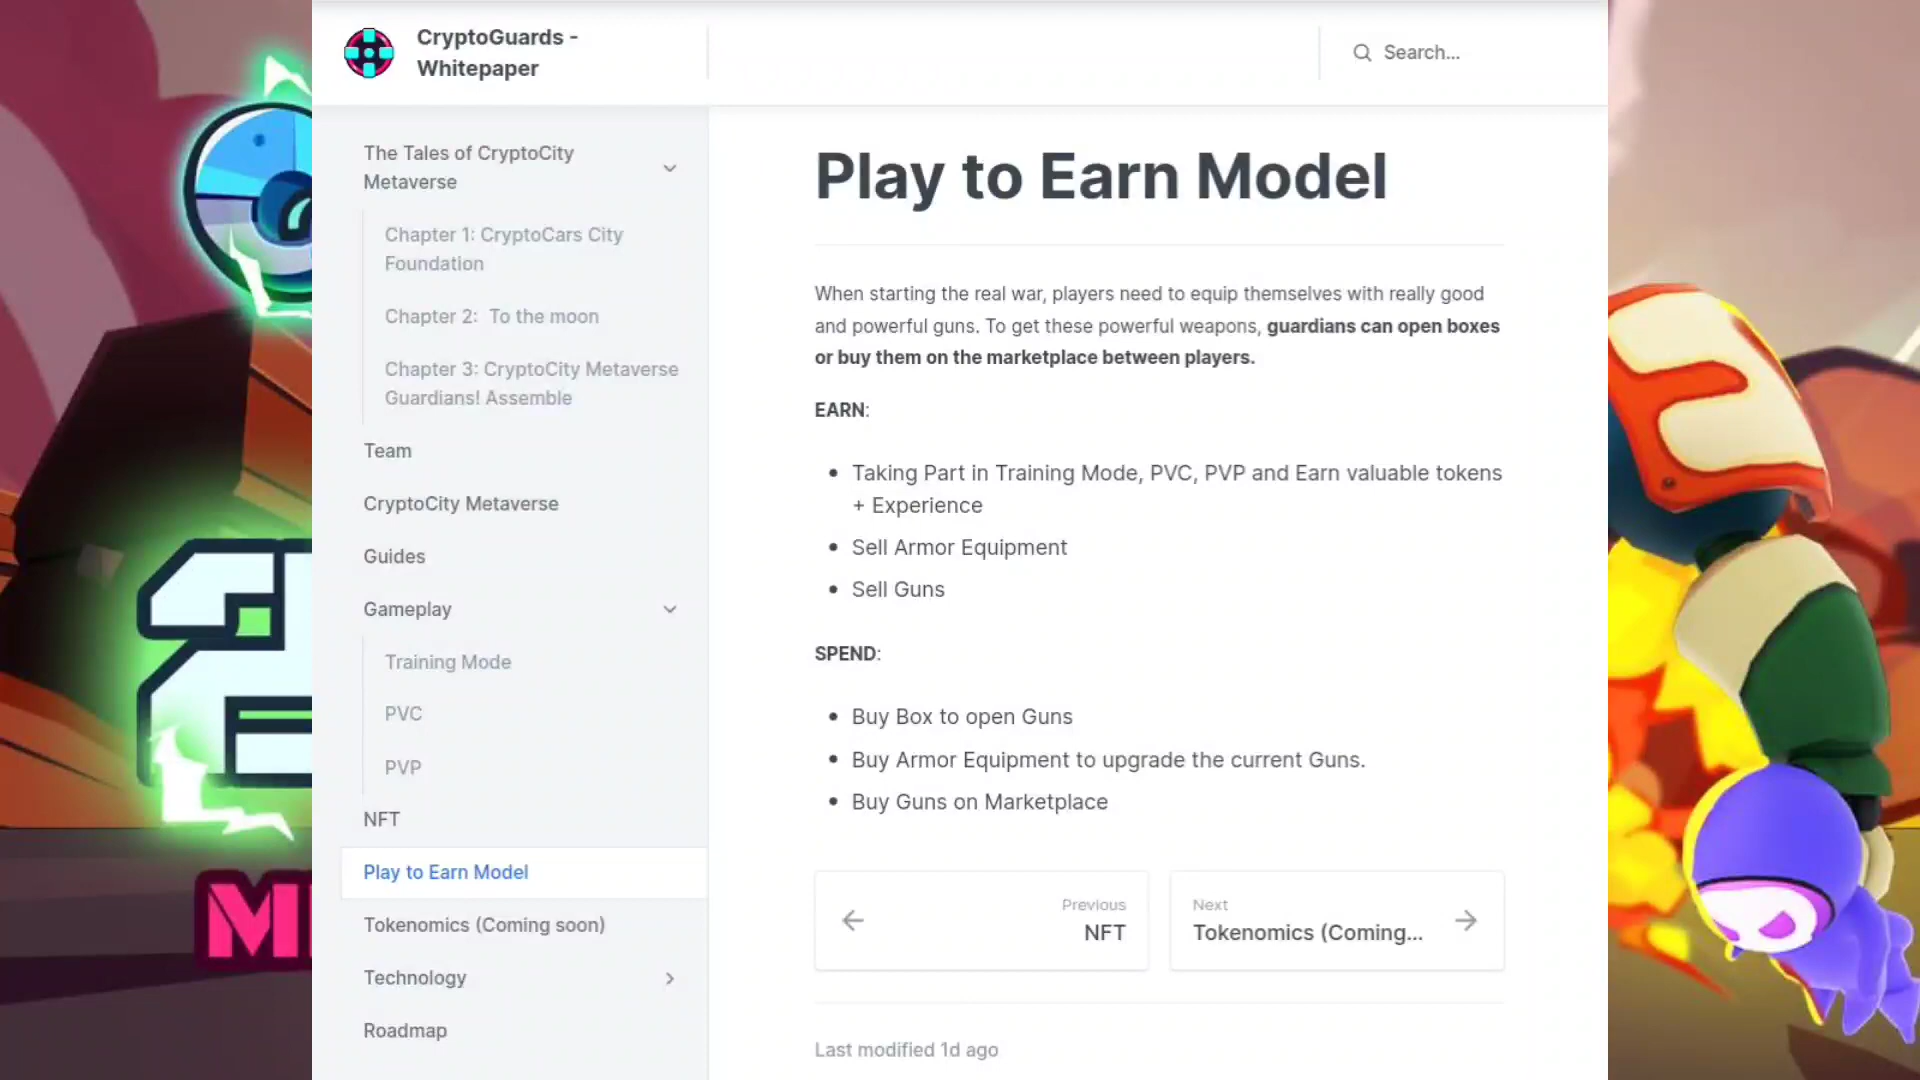 CryptoGuards -
Whitepaper
Search...
The Tales of CryptoCity
Metaverse
Chapter 1: CryptoCars City
Foundation
Chapter 2: To the moon
Chapter 3: CryptoCity Metaverse
Guardians! Assemble
Team
CryptoCity Metaverse
Guides
Gameplay
Training Mode
PVC
PVP
NFT
Play to Earn Model
Tokenomics (Coming soon)
Technology
Roadmap
Play to Earn Model
When starting the real war, players need to equip themselves with really good
and powerful guns. To get these powerful weapons, guardians can open boxes
or buy them on the marketplace between players.
EARN:
• Taking Part in Training Mode, PVC, PVP and Earn valuable tokens
+ Experience
• Sell Armor Equipment
• Sell Guns
SPEND:
• Buy Box to open Guns
• Buy Armor Equipment to upgrade the current Guns.
• Buy Guns on Marketplace
Previous
NFT
Next
Tokenomics (Coming...
Last modified 1d ago